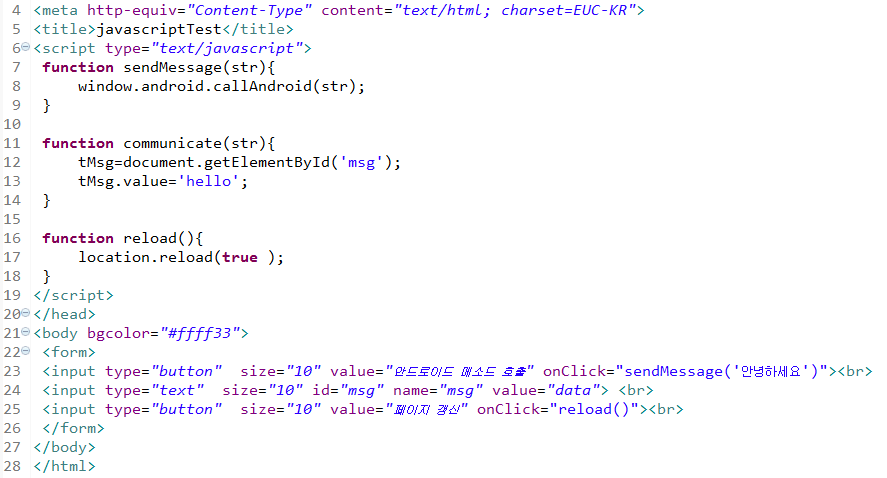 4 <meta http-equiv="Content-Type" content="text/html; charset=EUC-KR">
5 <title>javascriptTest</title>
6 <script type="text/javascript">
7 function sendMessage(str){
8 window.android.callAndroid(str);
9 }
10
11 function communicate(str){
12 tMsg=document.getElementById('msg');
13 tMsg.value='hello';
14 }
15
16 function reload(){
17 location.reload(true );
18 }
19 </script>
20 </head>
21 <body bgcolor="#ffff33">
22 <form>
23 <input type="button" size="10" value="안드로이드 메소드 호출" onClick="sendMessage('안녕하세요')"><br>
24 <input type="text" size="10" id="msg" name="msg" value="data"> <br>
25 <input type="button" size="10" value="페이지 갱신" onClick="reload()"><br>
26 </form>
27 </body>
28 </html>